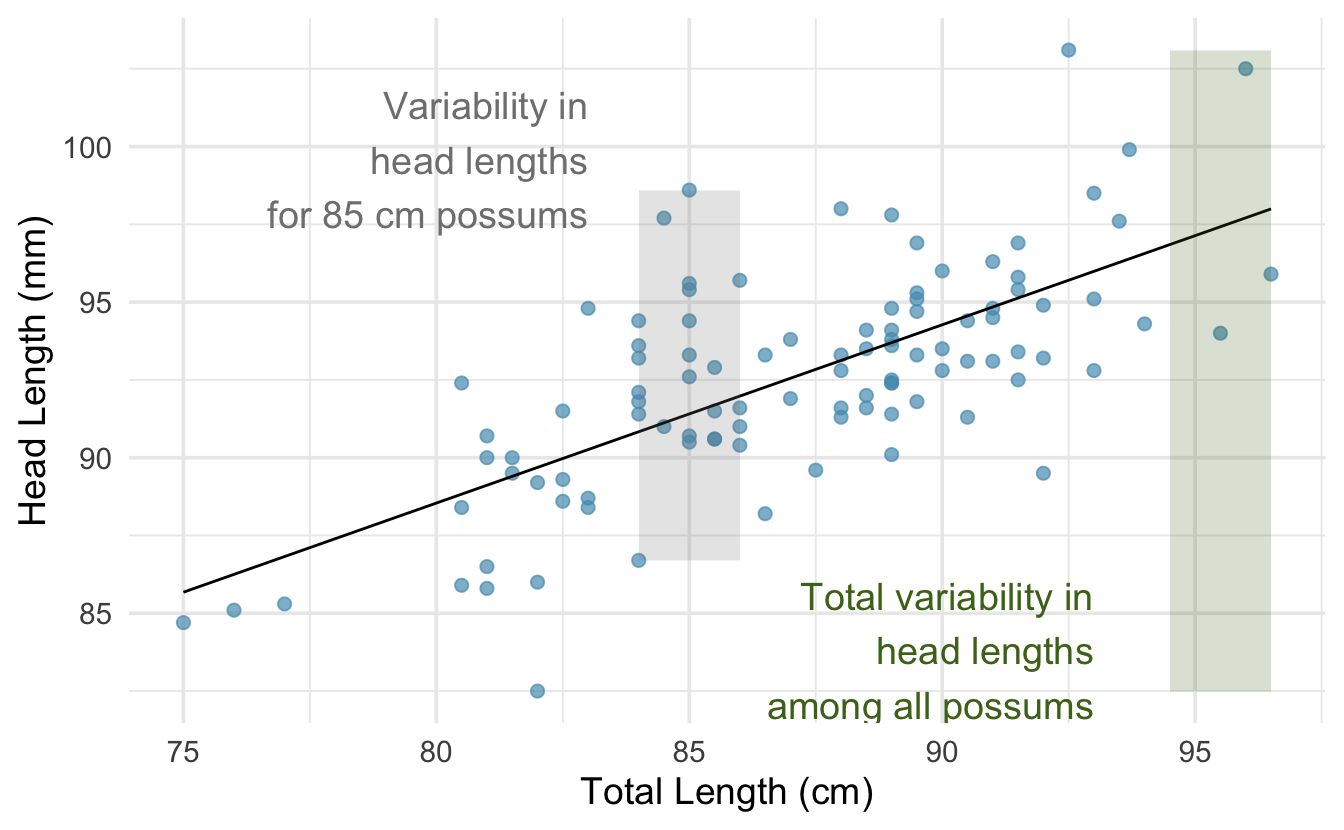 Variability in
head lengths
for 85 cm possums
Total variability in
head lengths
among all possums
Head Length (mm)
100
95
90
85
75
80
85
90
95
Total Length (cm)